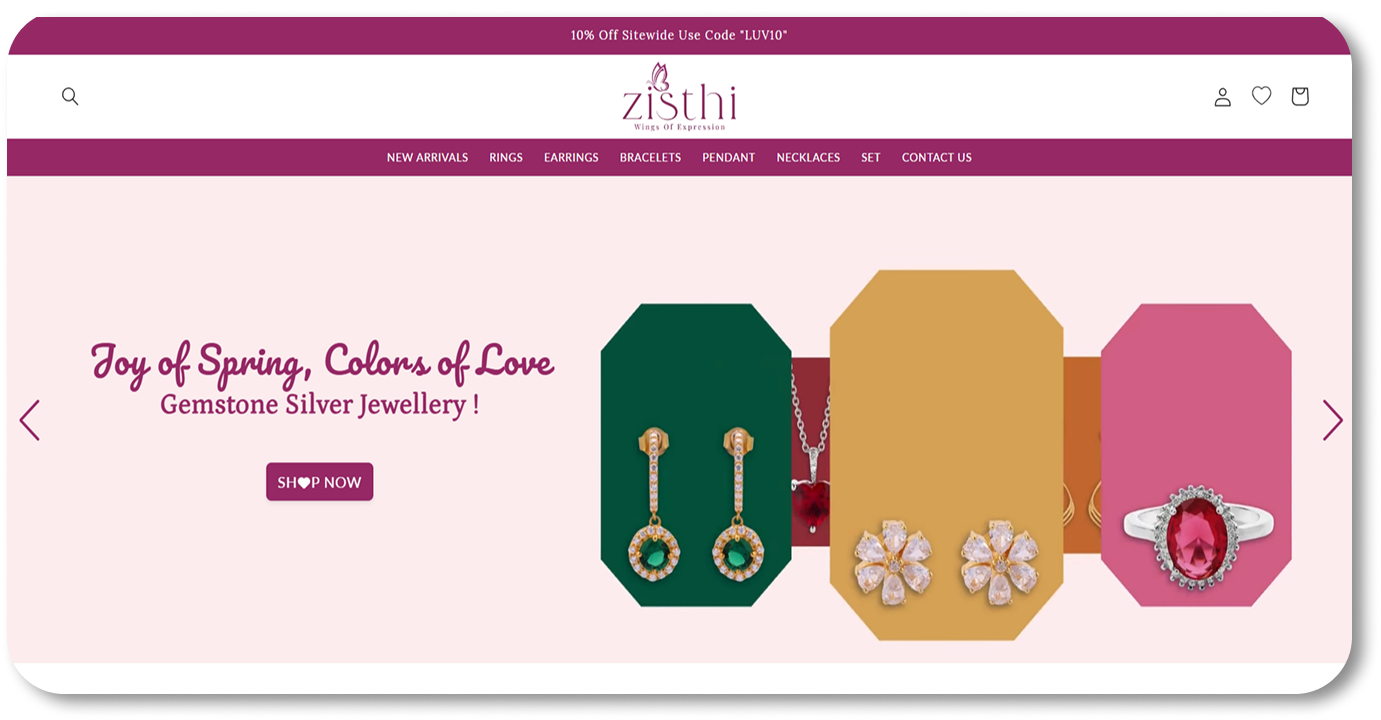 10% Off Sitewide Use Code "LUV10"
zisthi
Wings Of Expression
NEW ARRIVALS RINGS EARRINGS BRACELETS PENDANT NECKLACES SET CONTACT US
Joy of Spring, Colors of Love
Gemstone Silver Jewellery !
SH♥P NOW